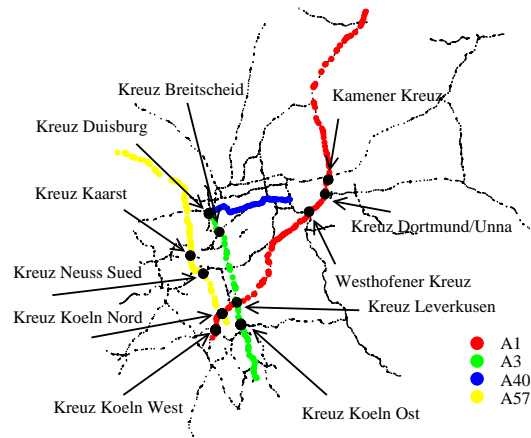 Kreuz Breitscheid
Kamener Kreuz
Kreuz Duisburg
Kreuz Kaarst
Kreuz Dortmund/Unna
Kreuz Neuss Sued
Westhofener Kreuz
Kreuz Leverkusen
Kreuz Koeln Nord
A1
A3
A40
A57
Kreuz Koeln West
Kreuz Koeln Ost